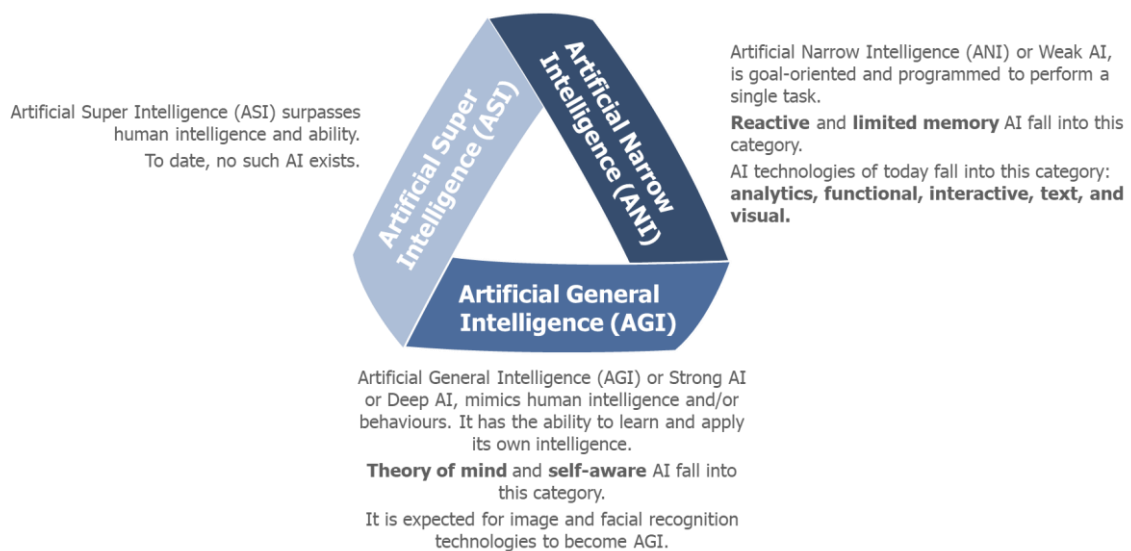 Artificial Super Intelligence (ASI) surpasses
human intelligence and ability.
To date, no such AI exists.
Artificial Super
Intelligence (ASI)
Artificial Narrow
Intelligence (ANI)
Artificial Narrow Intelligence (ANI) or Weak AI,
is goal-oriented and programmed to perform a
single task.
Reactive and limited memory AI fall into this
category.
AI technologies of today fall into this category:
analytics, functional, interactive, text, and
visual.
Artificial General
Intelligence (AGI)
Artificial General Intelligence (AGI) or Strong AI
or Deep AI, mimics human intelligence and/or
behaviours. It has the ability to learn and apply
its own intelligence.
Theory of mind and self-aware AI fall into
this category.
It is expected for image and facial recognition
technologies to become AGI.